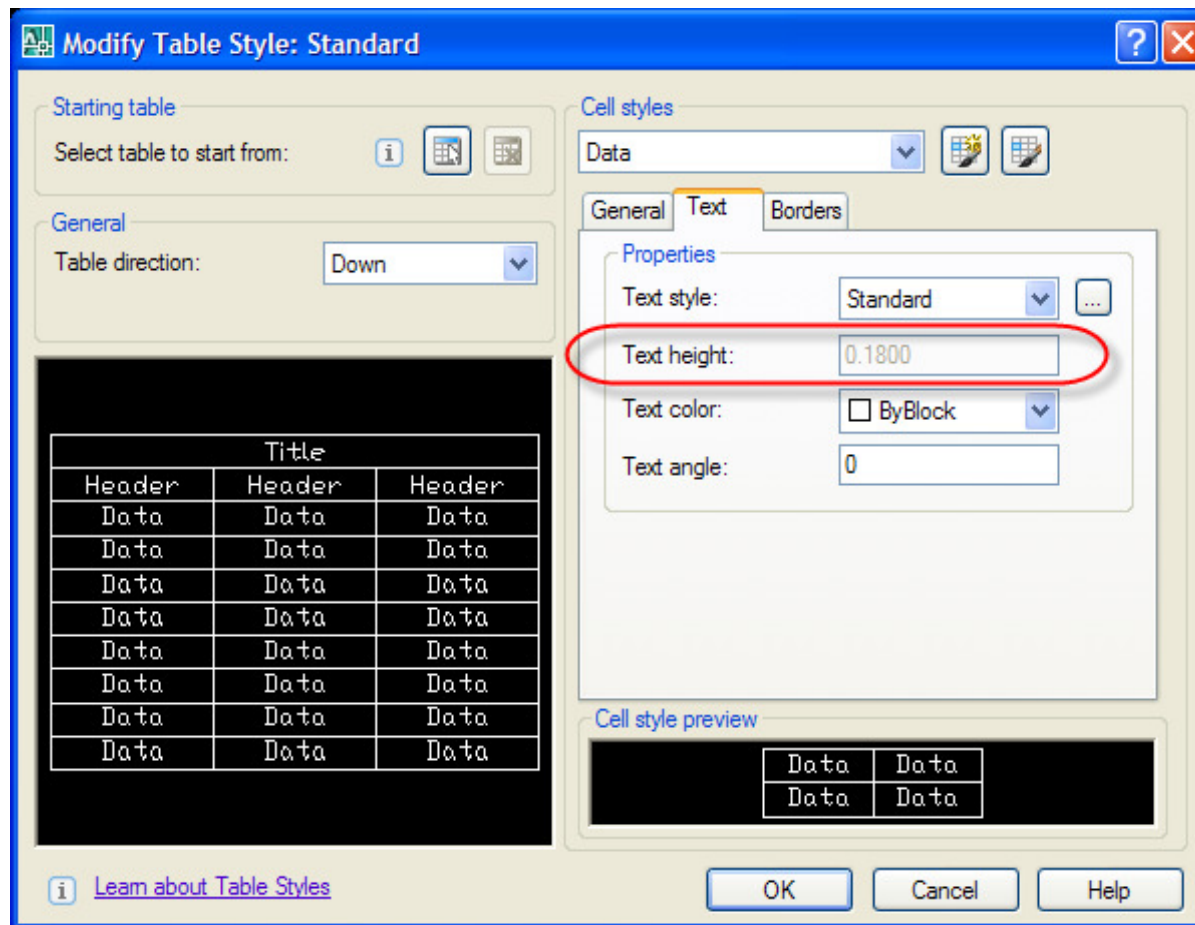 Modify Table Style: Standard
Starting table
Select table to start from:
General
Table direction: Down
Title
Header Header Header
Data Data Data
Data Data Data
Data Data Data
Data Data Data
Data Data Data
Data Data Data
Data Data Data
Data Data Data
Learn about Table Styles
Cell styles
Data
General Text Borders
Properties
Text style: Standard ...
Text height: 0.1800
Text color: ByBlock
Text angle: 0
Cell style preview
Data Data
Data Data
OK Cancel Help